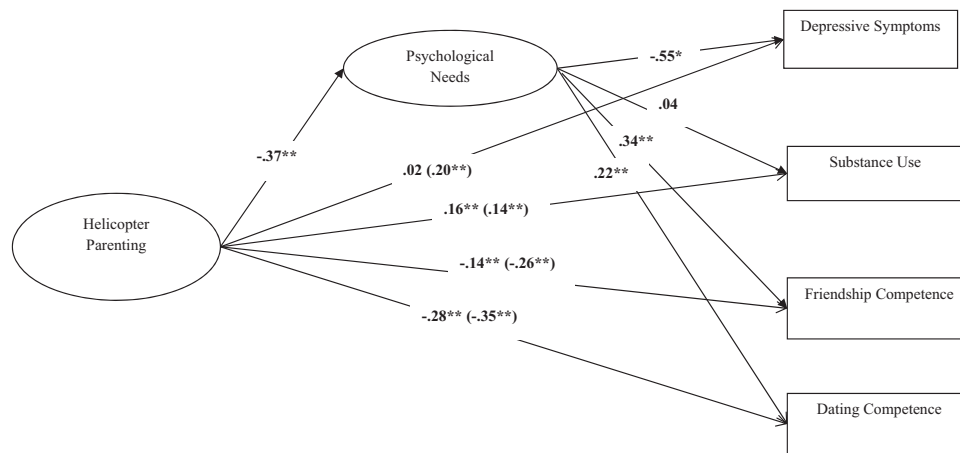 Depressive Symptoms
Psychological
Needs
-.55*
.04
-.37**
.34**
.02 (.20**)
.22**
Substance Use
.16** (.14**)
Helicopter
Parenting
-.14** (-.26**)
Friendship Competence
-.28** (-.35**)
Dating Competence